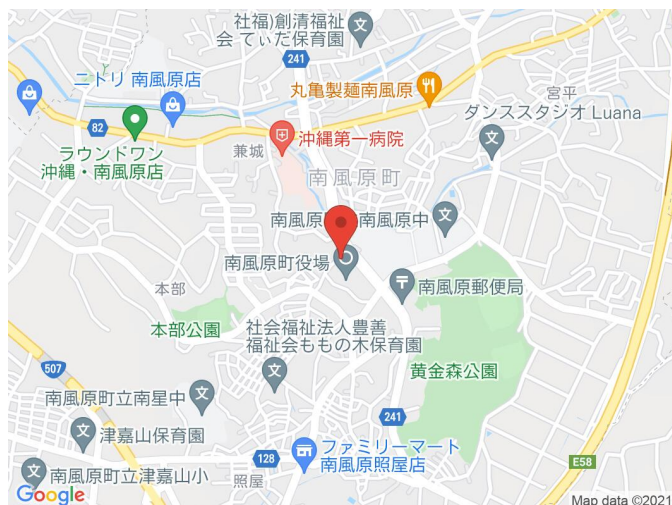 社福)創清福祉
会 てぃだ保育園
241
ニトリ 南風原店
丸亀製麺南風原
宮平
ダンススタジオ Luana
82
ラウンドワン
沖縄・南風原店
兼城
沖縄第一病院
南風原町
南風原
南風原中
南風原町役場
南風原郵便局
本部
本部公園
社会福祉法人豊善
福祉会ももの木保育園
黄金森公園
507
南風原町立南星中
津嘉山保育園
241
ファミリーマート
南風原照屋店
128
照屋
南風原町立津嘉山小
E58
Google
Map data ©2021